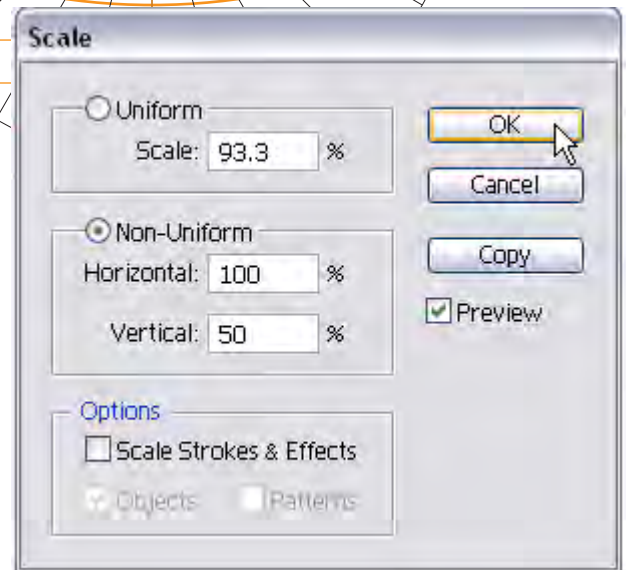 Scale
Uniform
Scale: 93.3 %
Non-Uniform
Horizontal: 100 %
Vertical: 50 %
Options
Scale Strokes & Effects
Objects Patterns
OK
Cancel
Copy
Preview